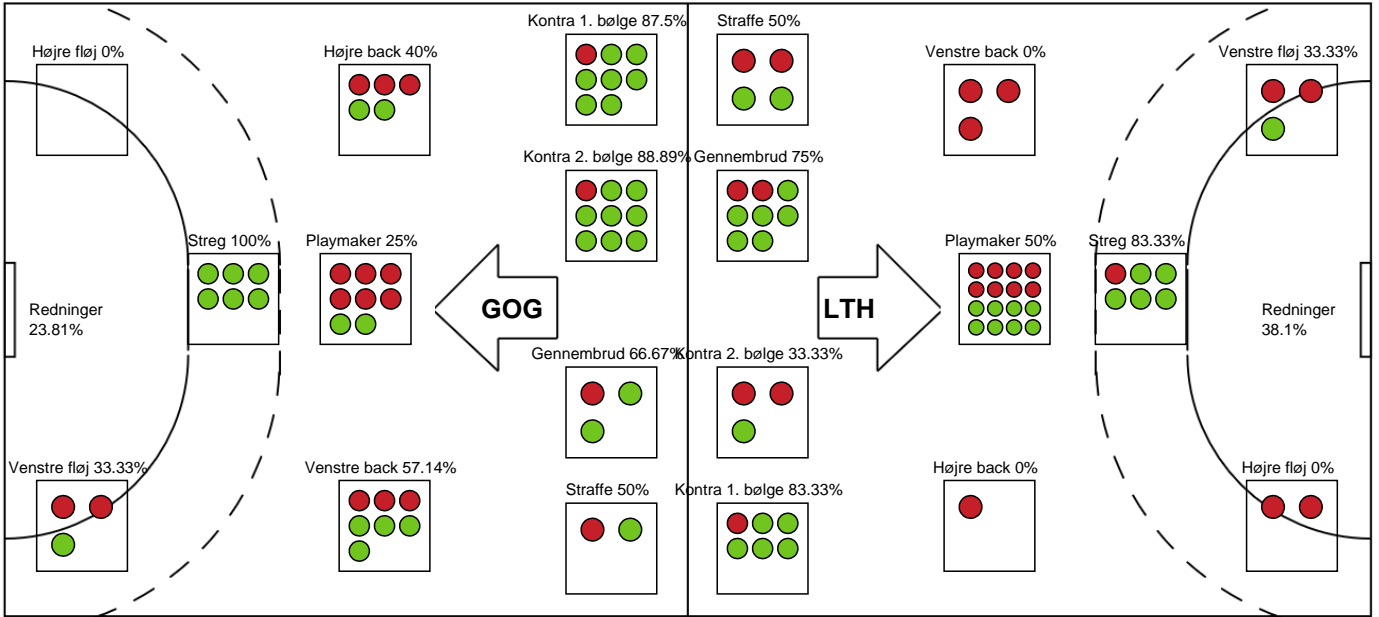 Kontra 1. bølge 87.5%
Straffe 50%
Højre fløj 0%
Højre back 40%
Venstre back 0%
Venstre fløj 33.33%
Kontra 2. bølge 88.89%
Gennembrud 75%
Streg 100%
Playmaker 25%
Playmaker 50%
Streg 83.33%
GOG
LTH
Redninger
23.81%
Redninger
38.1%
Gennembrud 66.67%
Kontra 2. bølge 33.33%
Venstre fløj 33.33%
Venstre back 57.14%
Højre back 0%
Højre fløj 0%
Straffe 50%
Kontra 1. bølge 83.33%